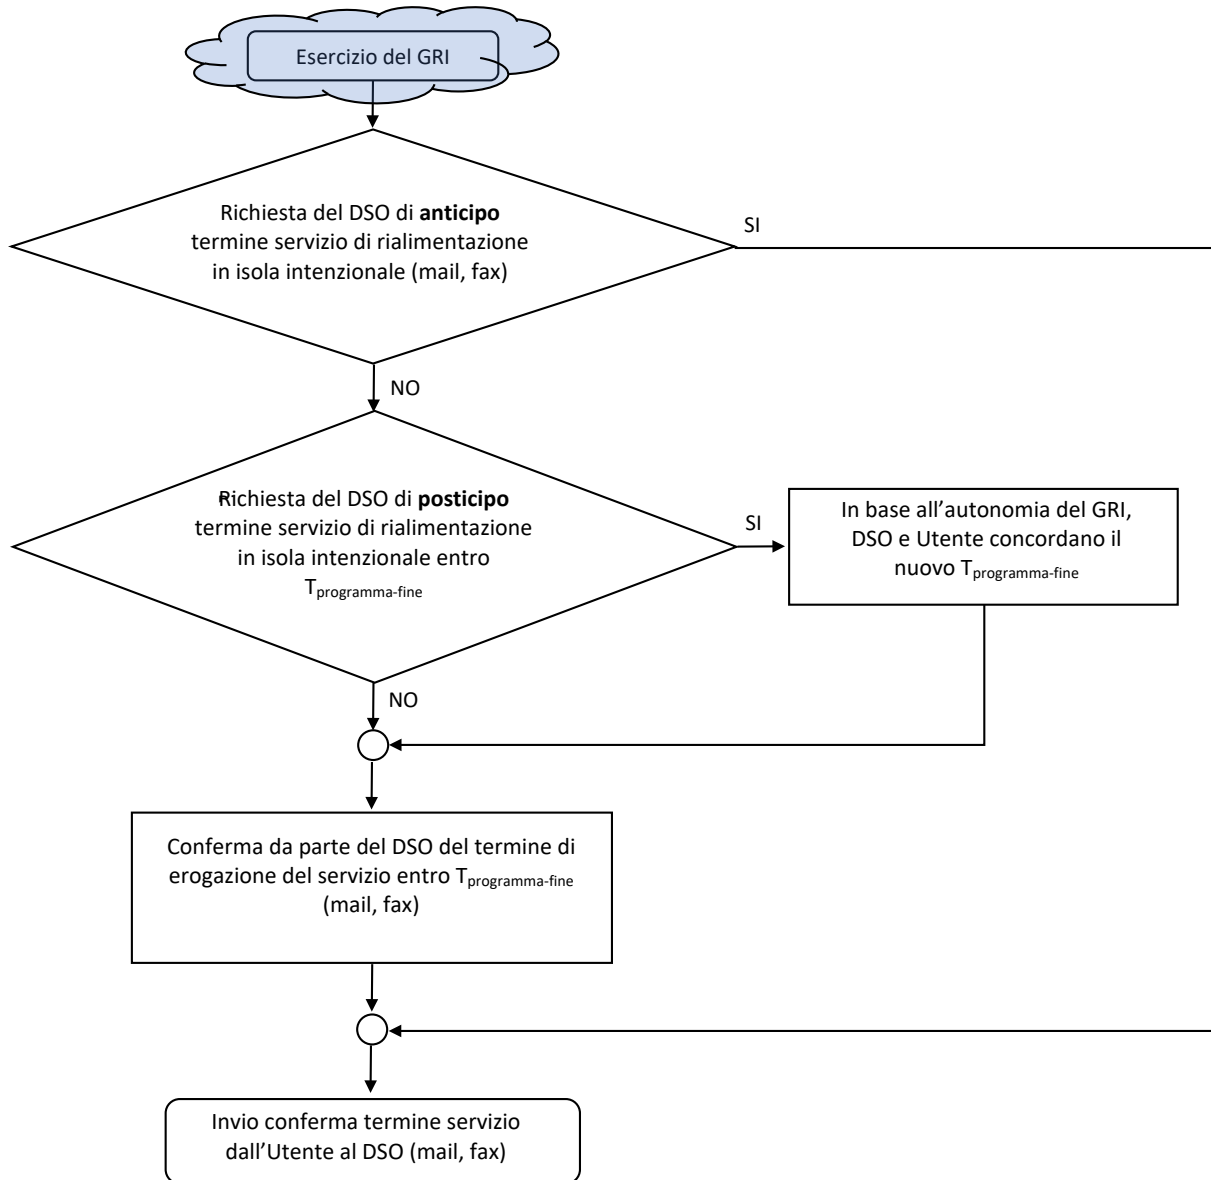 Esercizio del GRI
Richiesta del DSO di anticipo
termine servizio di rialimentazione
in isola intenzionale (mail, fax)
SI
NO
Richiesta del DSO di posticipo
termine servizio di rialimentazione
in isola intenzionale entro
Tprogramma-fine
SI
In base all’autonomia del GRI,
DSO e Utente concordano il
nuovo Tprogramma-fine
NO
Conferma da parte del DSO del termine di
erogazione del servizio entro Tprogramma-fine
(mail, fax)
Invio conferma termine servizio
dall’Utente al DSO (mail, fax)